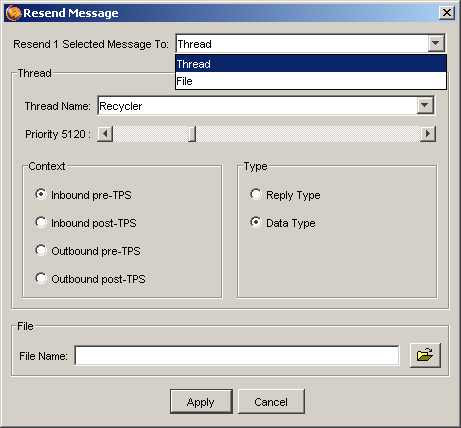 Resend Message
Resend 1 Selected Message To: Thread
Thread
File
Thread
Thread Name: Recycler
Priority 5120 :
Context
Inbound pre-TPS
Inbound post-TPS
Outbound pre-TPS
Outbound post-TPS
Type
Reply Type
Data Type
File
File Name:
Apply
Cancel